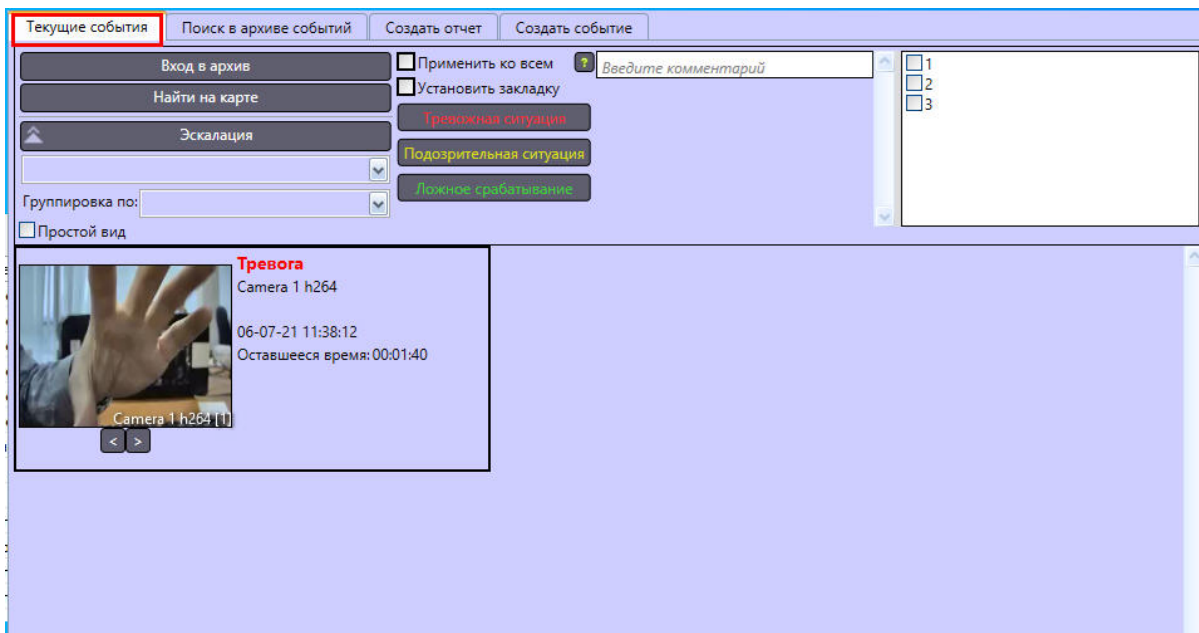 Текущие события
Поиск в архиве событий
Создать отчет
Создать событие
Вход в архив
Найти на карте
Эскалация
Группировка по:
Простой вид
Применить ко всем
?
Введите комментарий
Установить закладку
Тревожная ситуация
Подозрительная ситуация
Ложное срабатывание
1
2
3
Тревога
Camera 1 h264
06-07-21 11:38:12
Оставшееся время: 00:01:40
Camera 1 h264 [1]
< >